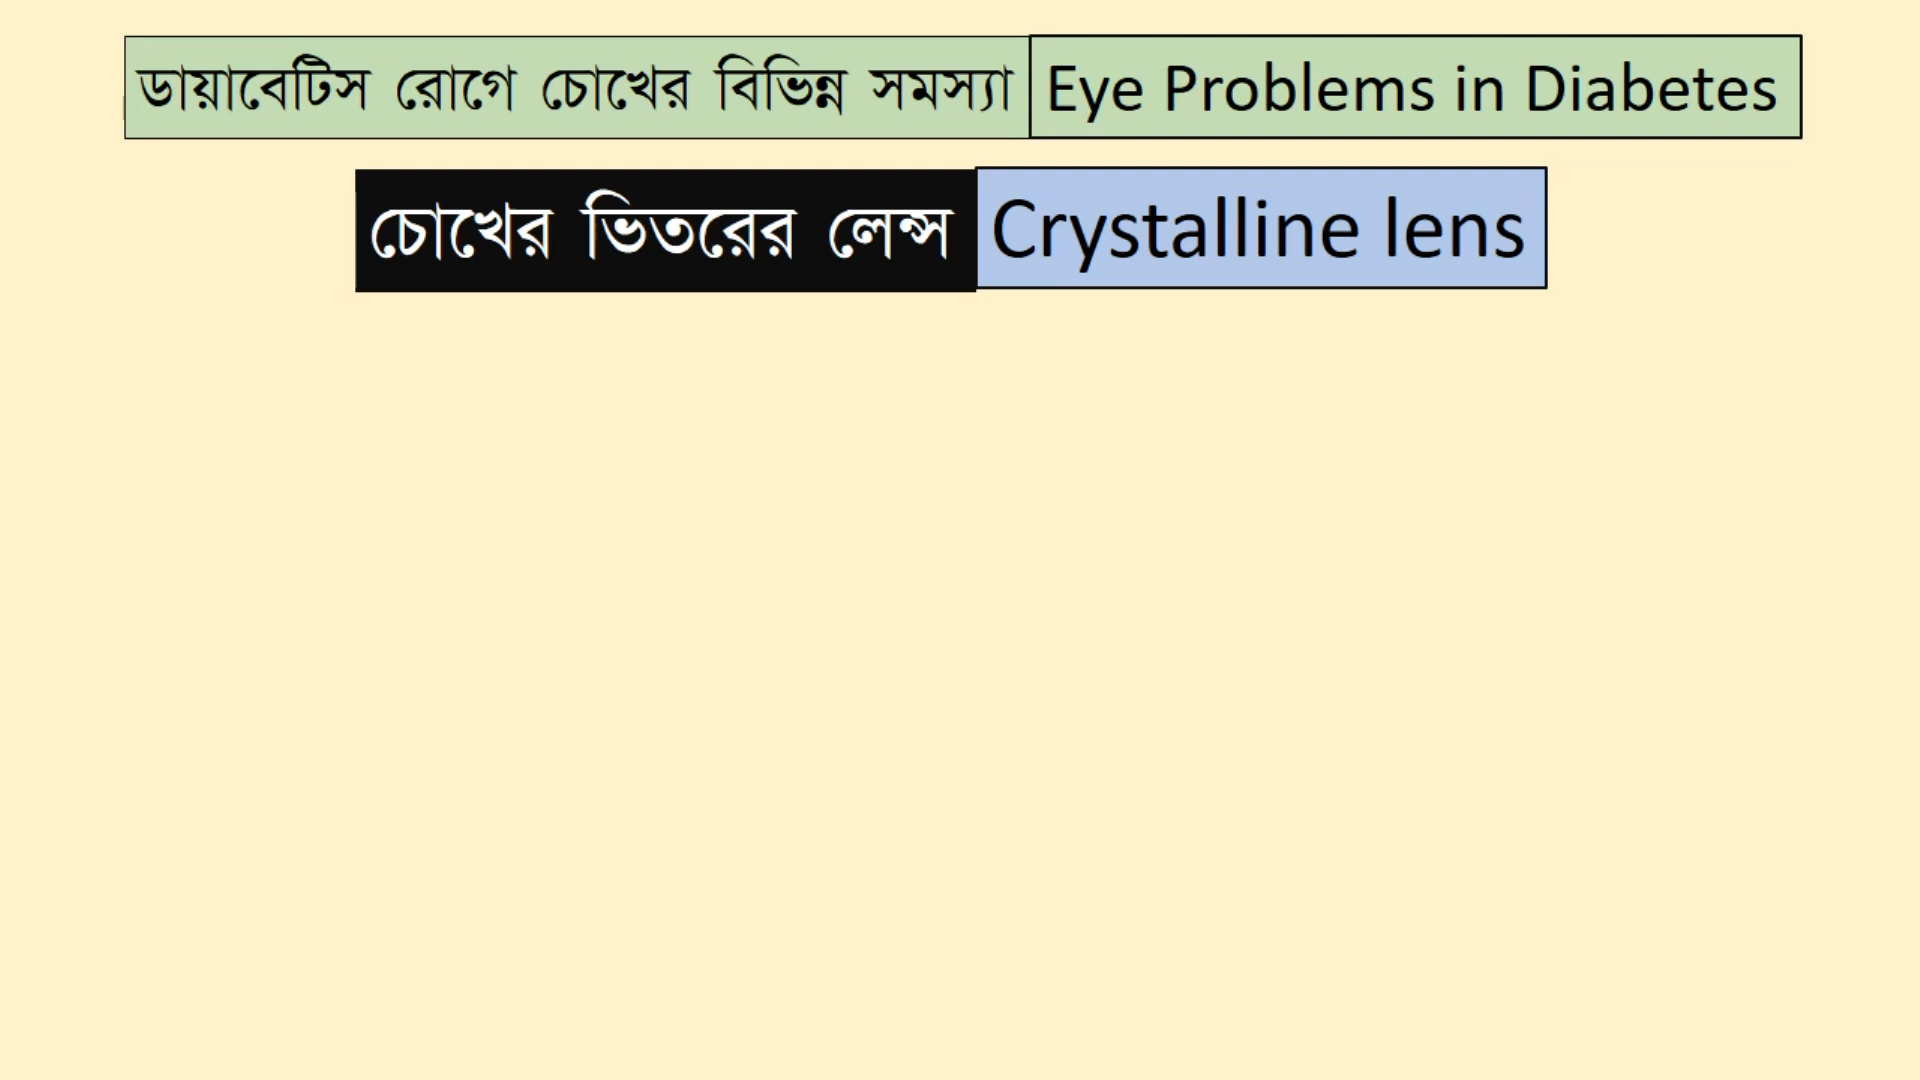 ডায়াবেটিস রোগে চোখের বিভিন্ন সমস্যা Eye Problems in Diabetes
চোখের ভিতরের লেন্স Crystalline lens